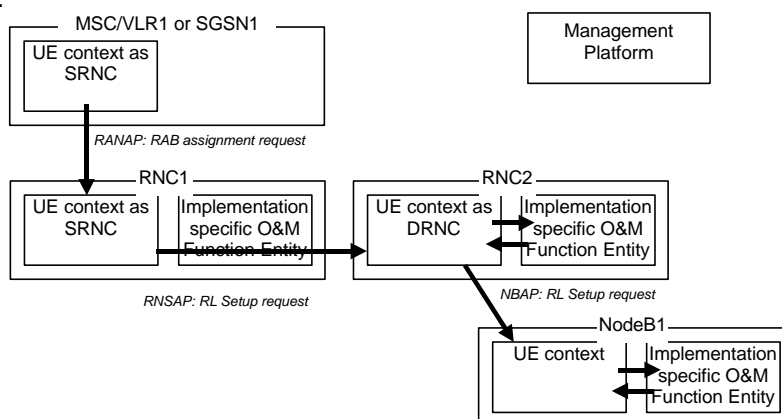 .
MSC/VLR1 or SGSN1
UE context as
SRNC
Management
Platform
RANAP: RAB assignment request
RNC1
UE context as
SRNC
Implementation
specific O&M
Function Entity
RNC2
UE context as
DRNC
Implementation
specific O&M
Function Entity
RNSAP: RL Setup request
NBAP: RL Setup request
NodeB1
UE context
Implementation
specific O&M
Function Entity